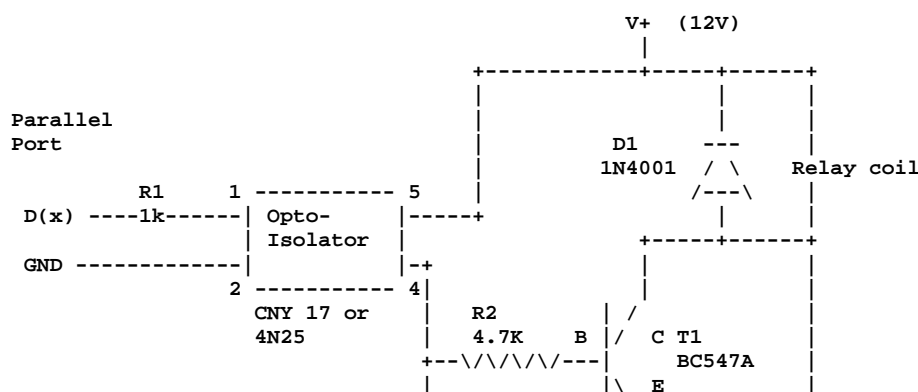 V+ (12V)
Parallel
Port
D1
1N4001
Relay coil
R1
1
5
D(x)
1k
Opto-
Isolator
GND
2
4
CNY 17 or
4N25
R2
4.7K
B
C T1
BC547A
E